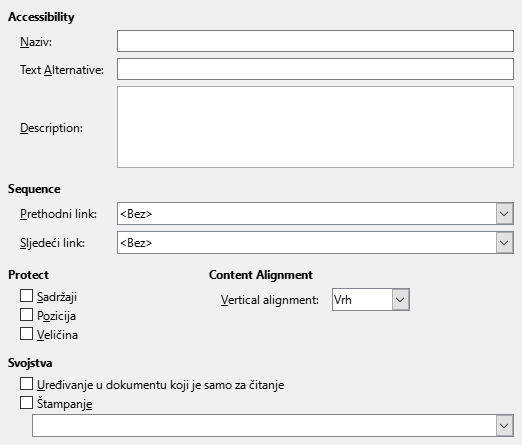 Accessibility
Naziv:
Text Alternative:
Description:
Sequence
Prethodni link: <Bez>
Sljedeći link: <Bez>
Protect Content Alignment
Sadržaji Vertical alignment: Vrh
Pozicija
Veličina
Svojstva
Uređivanje u dokumentu koji je samo za čitanje
Štampanje